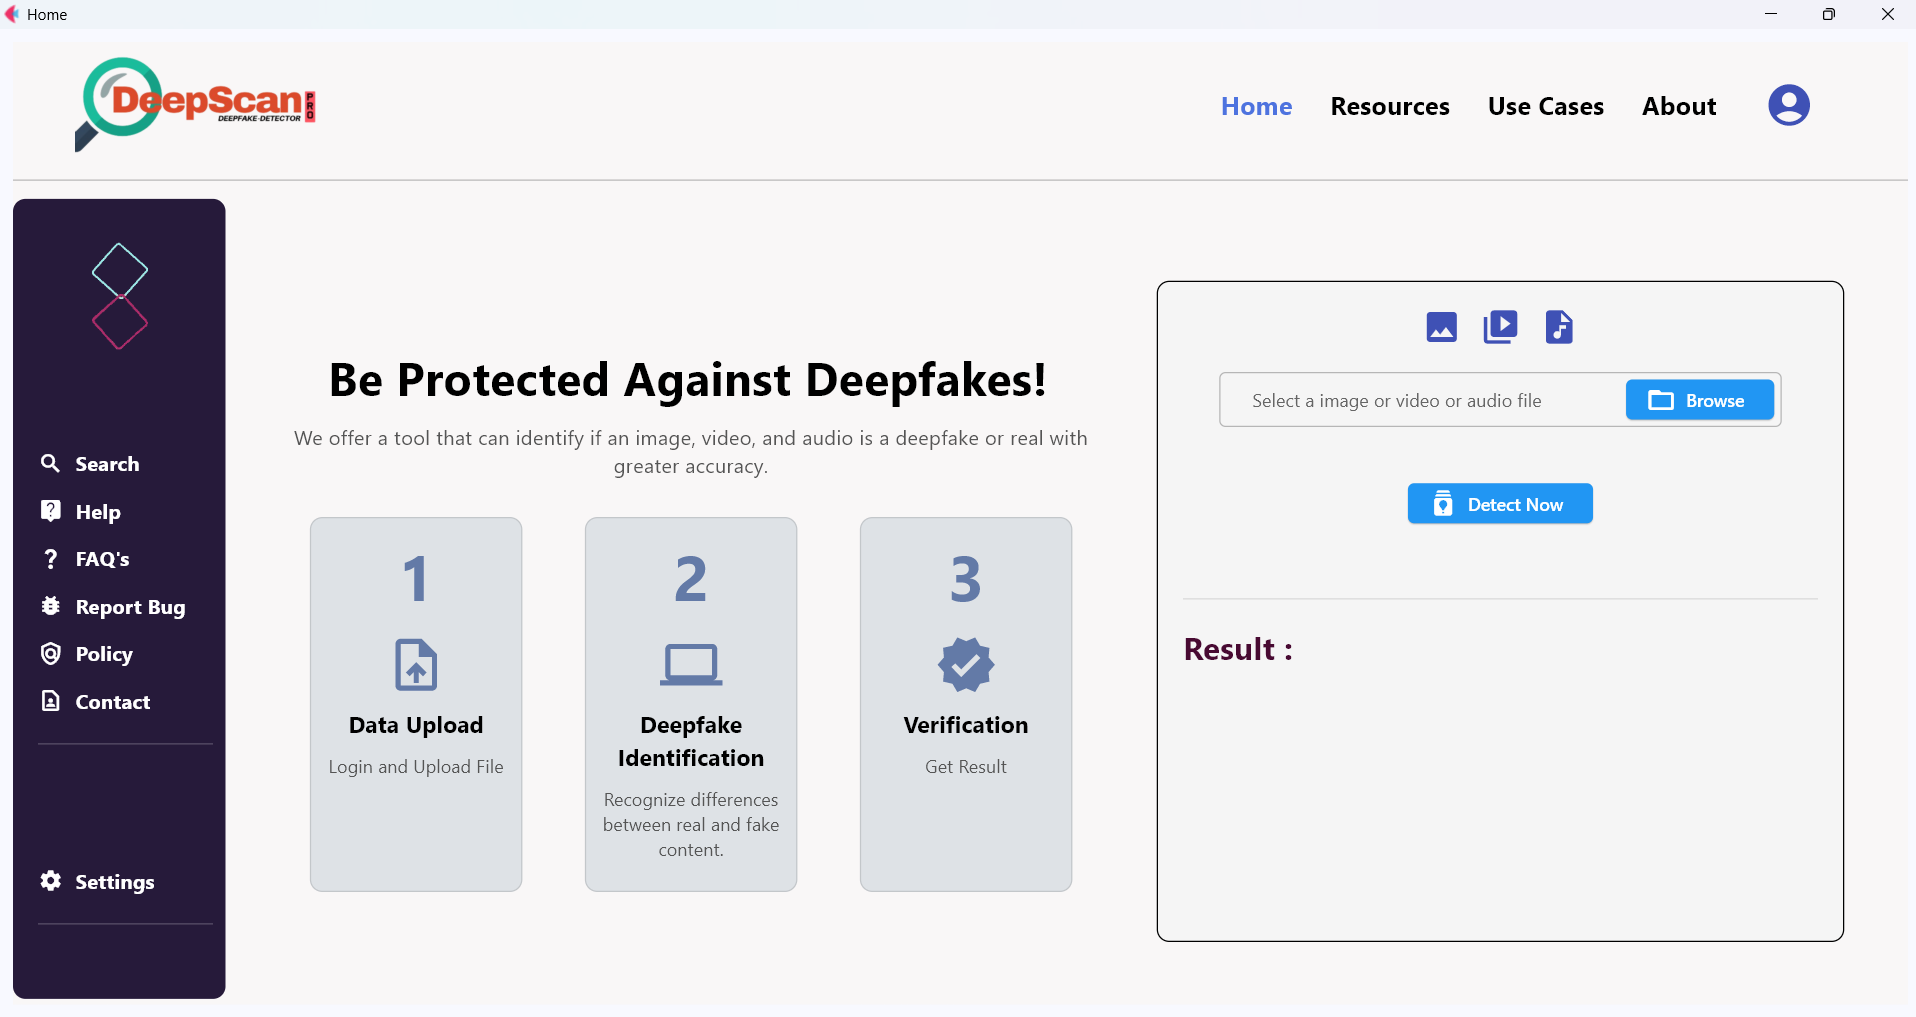 Home
DeepScan
PRO
DEEPFAKE-DETECTOR
Home Resources Use Cases About
Search
Help
FAQ's
Report Bug
Policy
Contact
Settings
Be Protected Against Deepfakes!
We offer a tool that can identify if an image, video, and audio is a deepfake or real with
greater accuracy.
1
Data Upload
Login and Upload File
2
Deepfake
Identification
Recognize differences
between real and fake
content.
3
Verification
Get Result
Select a image or video or audio file
Browse
Detect Now
Result :